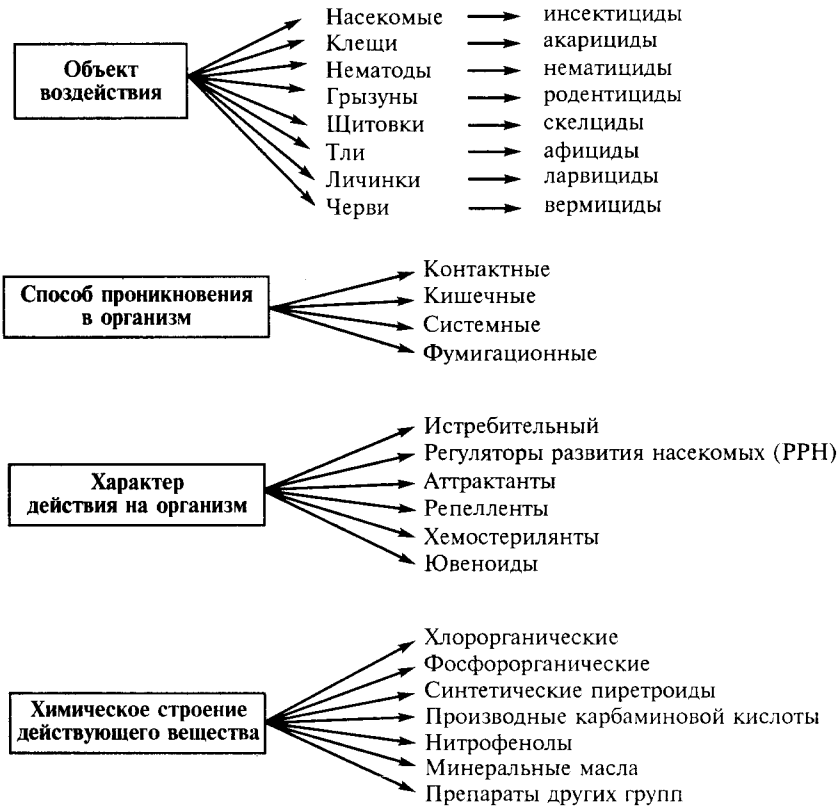 Объект
воздействия
Насекомые инсектициды
Клещи акарициды
Нематоды нематициды
Грызуны родентициды
Щитовки скелциды
Тли афициды
Личинки ларвициды
Черви вермициды
Способ проникновения
в организм
Контактные
Кишечные
Системные
Фумигационные
Характер
действия на организм
Истребительный
Регуляторы развития насекомых (РРН)
Аттрактанты
Репелленты
Хемостерилянты
Ювеноиды
Химическое строение
действующего вещества
Хлорорганические
Фосфорорганические
Синтетические пиретроиды
Производные карбаминовой кислоты
Нитрофенолы
Минеральные масла
Препараты других групп